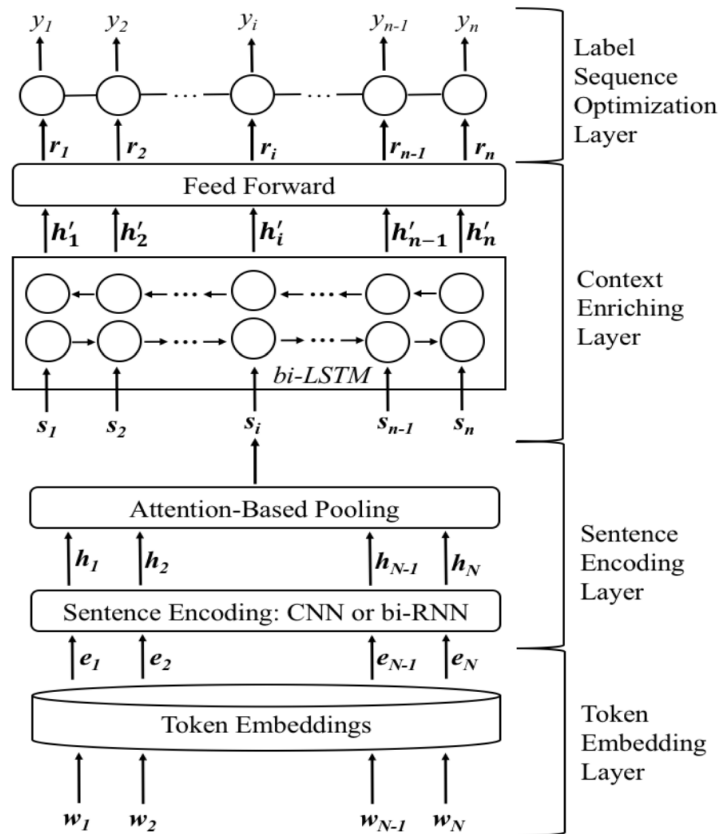 y1 y2 yi yn-1 yn
Label
Sequence
Optimization
Layer
... ...
r1 r2 ri rn-1 rn
Feed Forward
h′1 h′2 h′i h′n−1 h′n
Context
Enriching
Layer
... ...
... ...
bi-LSTM
s1 s2 si sn-1 sn
Attention-Based Pooling
Sentence
Encoding
Layer
h1 h2 hN-1 hN
Sentence Encoding: CNN or bi-RNN
e1 e2 eN-1 eN
Token Embeddings
Token
Embedding
Layer
w1 w2 wN-1 wN